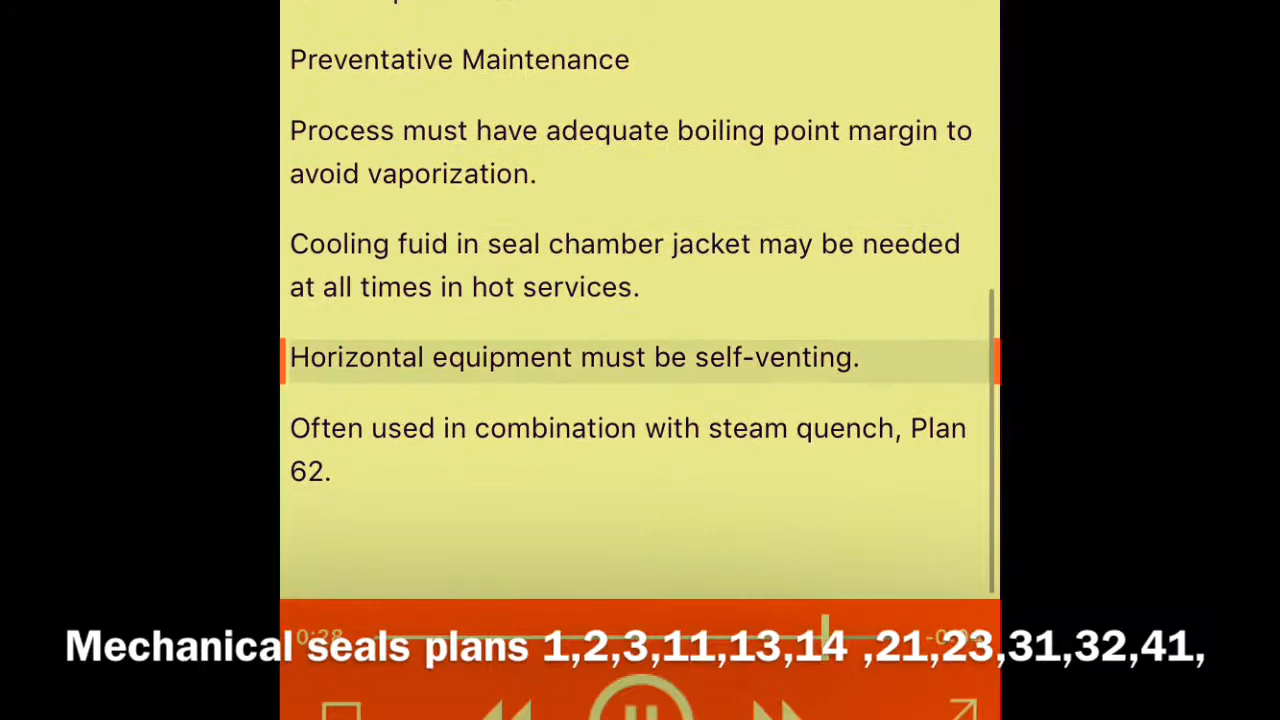 Preventative Maintenance
Process must have adequate boiling point margin to
avoid vaporization.
Cooling fuid in seal chamber jacket may be needed
at all times in hot services.
Horizontal equipment must be self-venting.
Often used in combination with steam quench, Plan
62.
0:28
Mechanical seals plans 1,2,3,11,13,14 ,21,23,31,32,41,